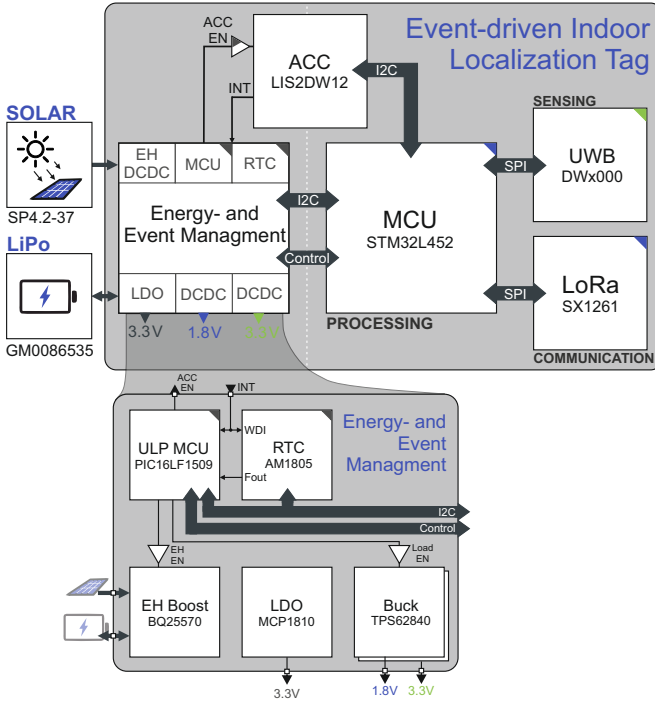 Event-driven Indoor
Localization Tag
ACC
EN
ACC
LIS2DW12
INT
I2C
SENSING
UWB
DWx000
SPI
SOLAR
SP4.2-37
EH
DCDC
MCU
RTC
Energy- and
Event Managment
I2C
Control
MCU
STM32L452
LiPo
GM0086535
LDO
DCDC
DCDC
3.3V
1.8V
3.3V
PROCESSING
SPI
LoRa
SX1261
COMMUNICATION
ACC
EN
INT
Energy- and
Event
Managment
ULP MCU
PIC16LF1509
WDI
Fout
RTC
AM1805
I2C
Control
EH
EN
Load
EN
EH Boost
BQ25570
LDO
MCP1810
Buck
TPS62840
3.3V
1.8V
3.3V